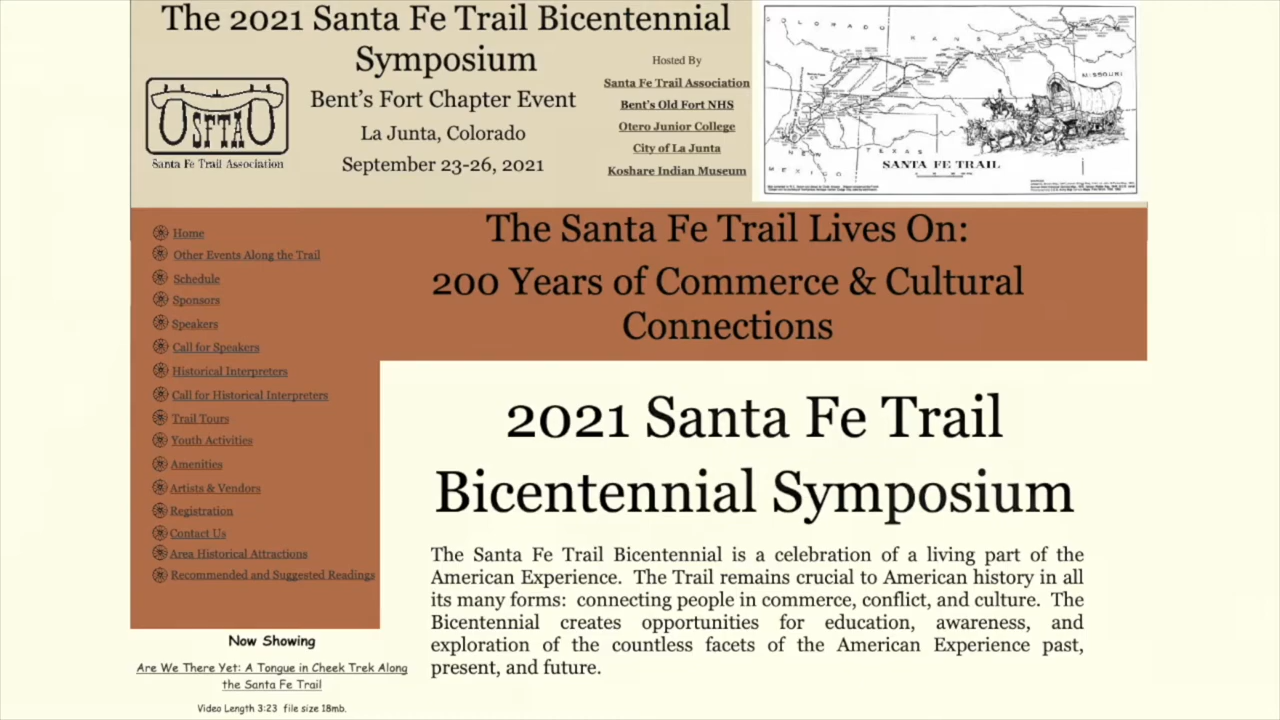 The 2021 Santa Fe Trail Bicentennial
Symposium
Bent's Fort Chapter Event
La Junta, Colorado
September 23-26, 2021
SFTA
Santa Fe Trail Association
Hosted By
Santa Fe Trail Association
Bent's Old Fort NHS
Otero Junior College
City of La Junta
Koshare Indian Museum
COLORADO
KANSAS
MISSOURI
NEW
MEXICO
TEXAS
SANTA FE TRAIL
The Santa Fe Trail Lives On:
200 Years of Commerce & Cultural
Connections
Home
Other Events Along the Trail
Schedule
Sponsors
Speakers
Call for Speakers
Historical Interpreters
Call for Historical Interpreters
Trail Tours
Youth Activities
Amenities
Artists & Vendors
Registration
Contact Us
Area Historical Attractions
Recommended and Suggested Readings
Now Showing
Are We There Yet: A Tongue in Cheek Trek Along
the Santa Fe Trail
Video Length 3:23 file size 18mb.
2021 Santa Fe Trail
Bicentennial Symposium
The Santa Fe Trail Bicentennial is a celebration of a living part of the
American Experience. The Trail remains crucial to American history in all
its many forms: connecting people in commerce, conflict, and culture. The
Bicentennial creates opportunities for education, awareness, and
exploration of the countless facets of the American Experience past,
present, and future.